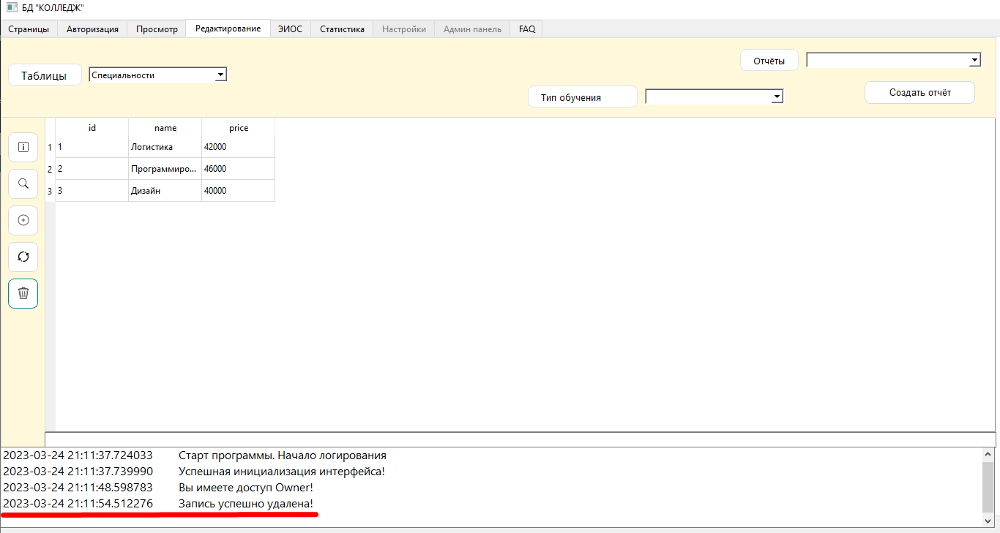 БД "КОЛЛЕДЖ"
Страницы Авторизация Просмотр Редактирование ЭИОС Статистика Настройки Админ панель FAQ
Отчёты
Таблицы Специальности
Тип обучения Создать отчёт
id name price
1 1 Логистика 42000
2 2 Программиро... 46000
3 3 Дизайн 40000
2023-03-24 21:11:37.724033 Старт программы. Начало логирования
2023-03-24 21:11:37.739990 Успешная инициализация интерфейса!
2023-03-24 21:11:48.598783 Вы имеете доступ Owner!
2023-03-24 21:11:54.512276 Запись успешно удалена!